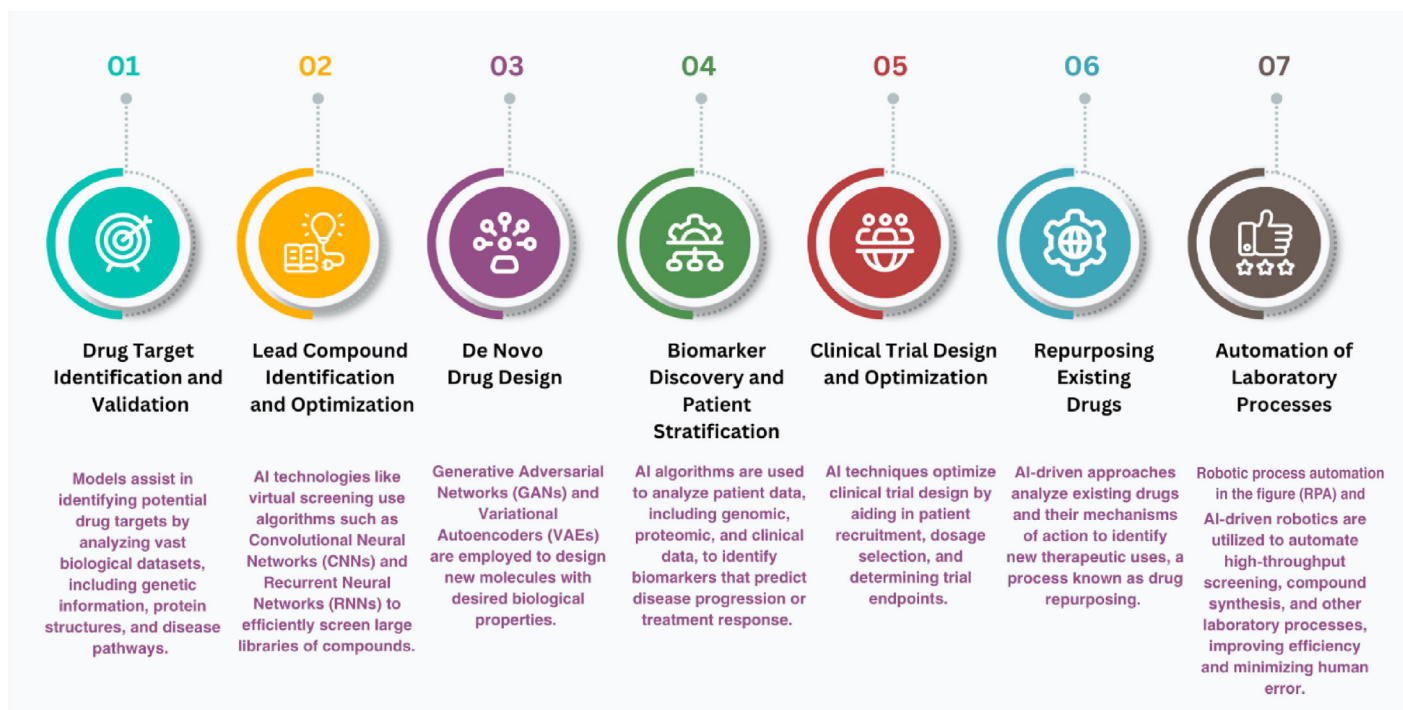 01
02
03
04
05
06
07
Drug Target
Identification and
Validation
Lead Compound
Identification
and Optimization
De Novo
Drug Design
Biomarker
Discovery and
Patient
Stratification
Clinical Trial Design
and Optimization
Repurposing
Existing
Drugs
Automation of
Laboratory
Processes
Models assist in
identifying potential
drug targets by
analyzing vast
biological datasets,
including genetic
information, protein
structures, and disease
pathways.
AI technologies like
virtual screening use
algorithms such as
Convolutional Neural
Networks (CNNs) and
Recurrent Neural
Networks (RNNs) to
efficiently screen large
libraries of compounds.
Generative Adversarial
Networks (GANs) and
Variational
Autoencoders (VAEs)
are employed to design
new molecules with
desired biological
properties.
AI algorithms are used
to analyze patient data,
including genomic,
proteomic, and clinical
data, to identify
biomarkers that predict
disease progression or
treatment response.
AI techniques optimize
clinical trial design by
aiding in patient
recruitment, dosage
selection, and
determining trial
endpoints.
AI-driven approaches
analyze existing drugs
and their mechanisms
of action to identify
new therapeutic uses, a
process known as drug
repurposing.
Robotic process automation
in the figure (RPA) and
AI-driven robotics are
utilized to automate
high-throughput
screening, compound
synthesis, and other
laboratory processes,
improving efficiency
and minimizing human
error.